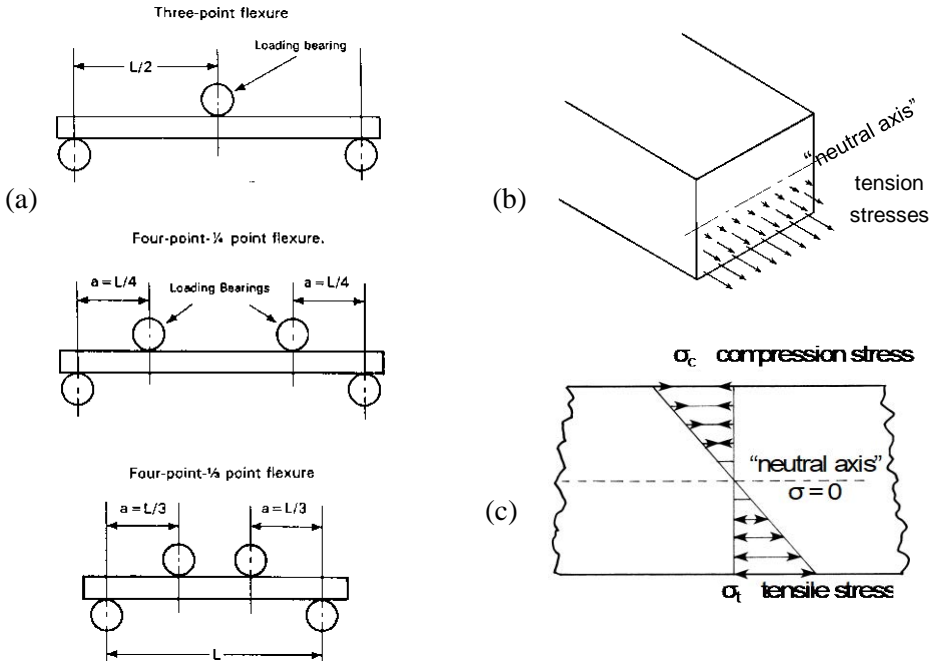 Three-point flexure
Loading bearing
L/2
(a)
Four-point-¼ point flexure.
a = L/4
Loading Bearings
a = L/4
Four-point-⅓ point flexure
a = L/3
a = L/3
L
(b)
“neutral axis”
tension
stresses
σc compression stress
“neutral axis”
σ = 0
(c)
σt tensile stress